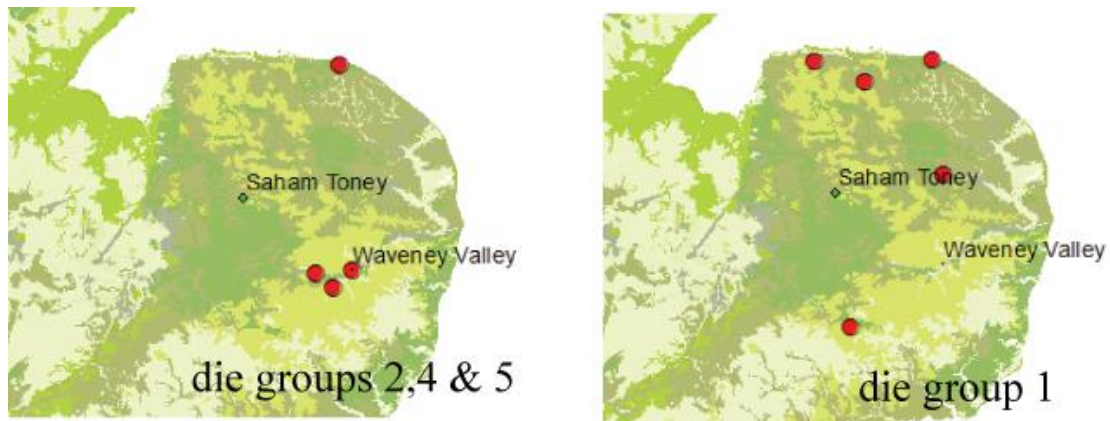 Saham Toney
Waveney Valley
die groups 2,4 & 5
Saham Toney
Waveney Valley
die group 1